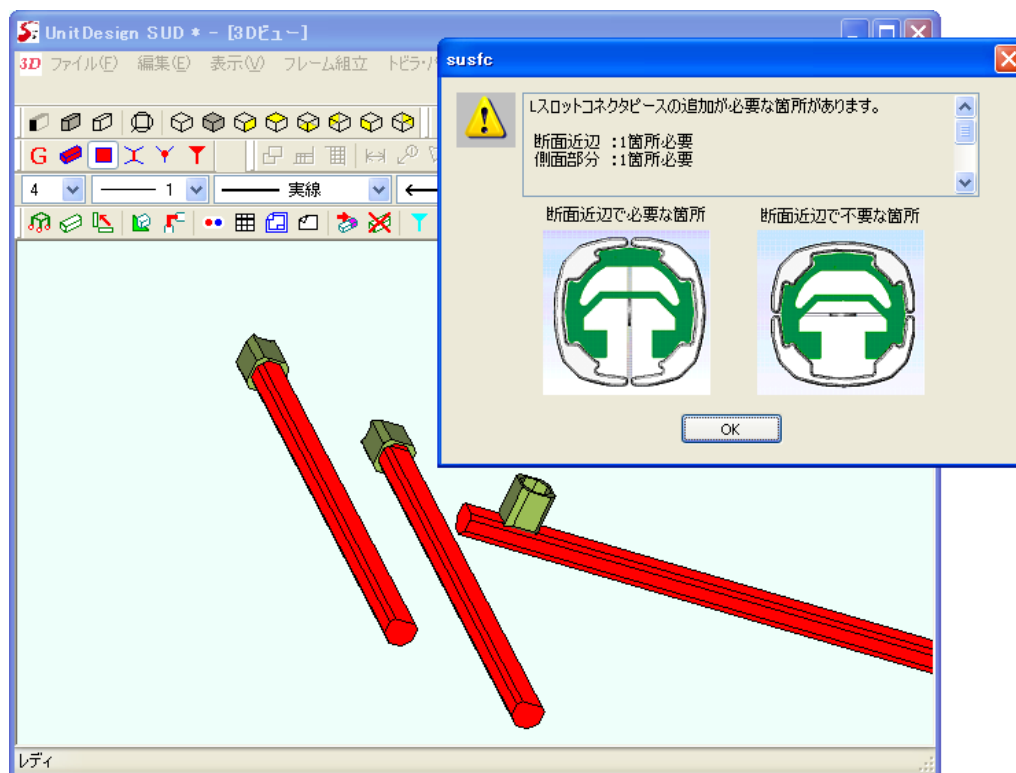 UnitDesign SUD * - [3Dビュー]
3D ファイル(F) 編集(E) 表示(V) フレーム組立 トビラ・パ
G
4 1 実線
susfc
Lスロットコネクタピースの追加が必要な箇所があります。
断面近辺 :1箇所必要
側面部分 :1箇所必要
断面近辺で必要な箇所 断面近辺で不要な箇所
OK
レディ